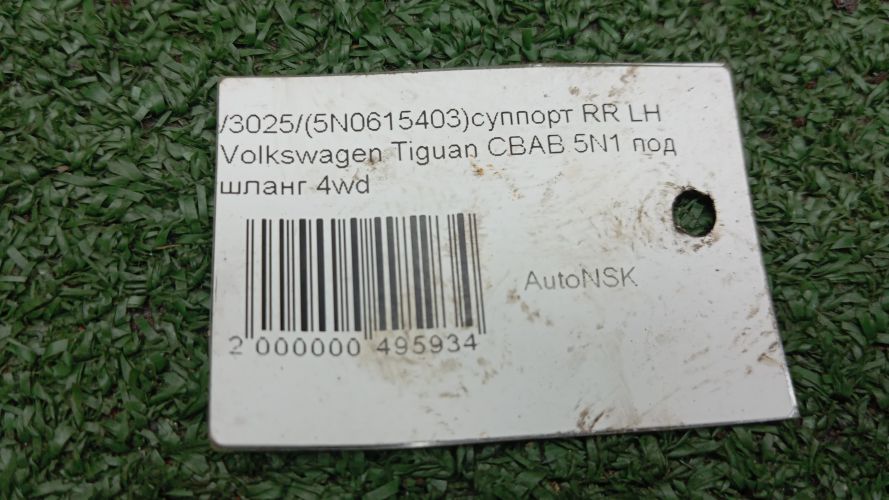 /3025/(5N0615403)суппорт RR LH
Volkswagen Tiguan CBAB 5N1 под
шланг 4wd
AutoNSK
2 000000 495934